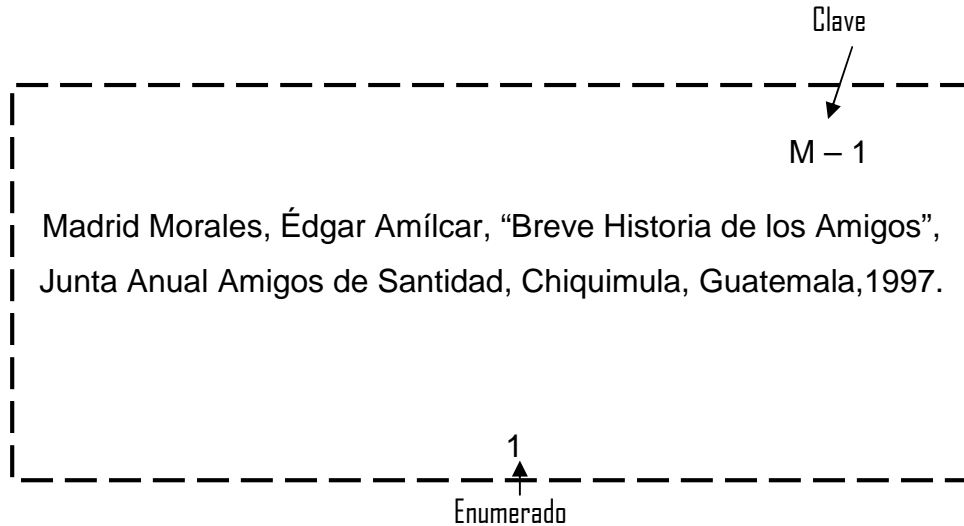 Clave
M – 1
Madrid Morales, Édgar Amílcar, “Breve Historia de los Amigos”,
Junta Anual Amigos de Santidad, Chiquimula, Guatemala,1997.
1
Enumerado